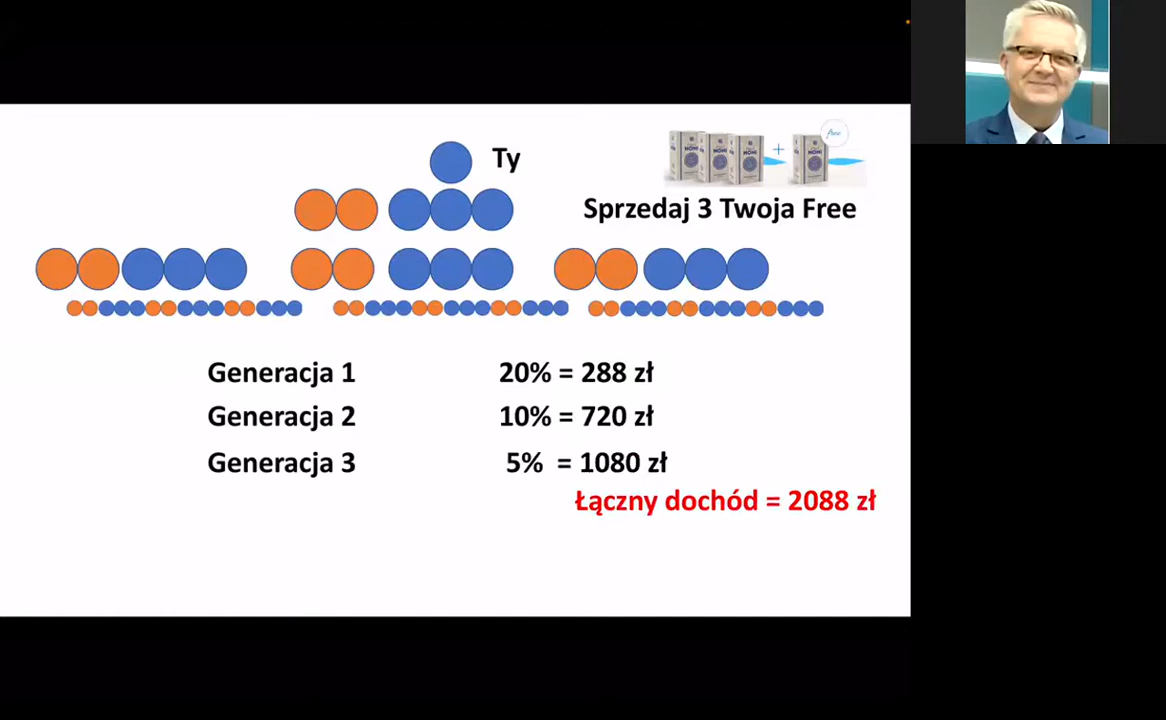 free
Ty
Sprzedaj 3 Twoja Free
Generacja 1 20% = 288 zł
Generacja 2 10% = 720 zł
Generacja 3 5% = 1080 zł
Łączny dochód = 2088 zł